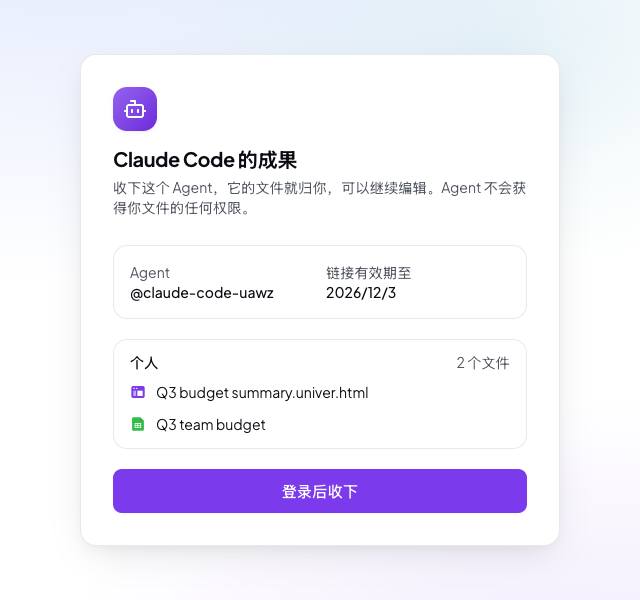 Claude Code 的成果
收下这个 Agent，它的文件就归你，可以继续编辑。Agent 不会获
得你文件的任何权限。
Agent
@claude-code-uawz
链接有效期至
2026/12/3
个人
2 个文件
Q3 budget summary.univer.html
Q3 team budget
登录后收下